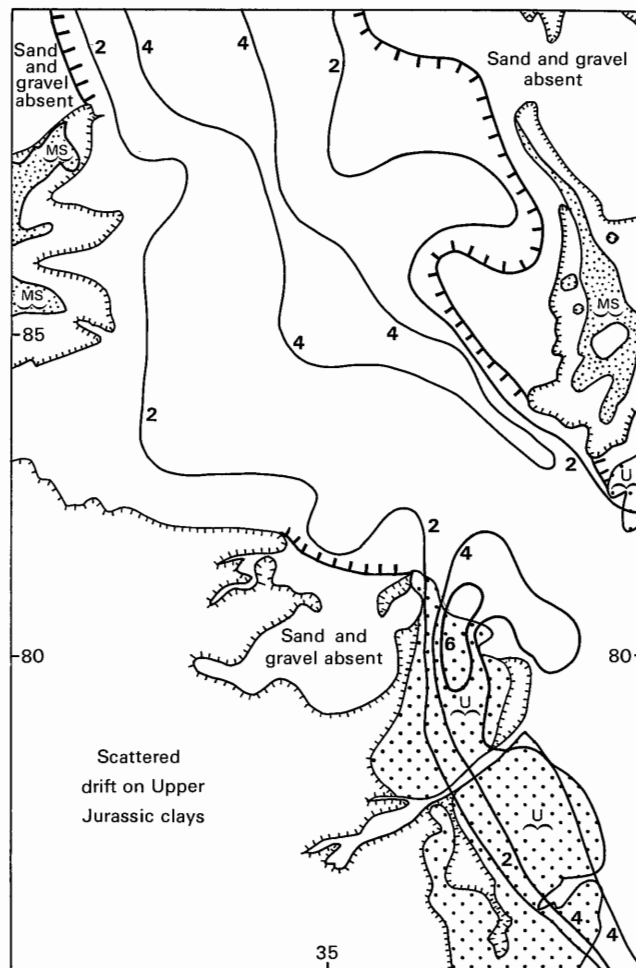 Sand
and
gravel
absent
2
4
4
2
Sand and gravel
absent
MS
MS
MS
85
4
4
2
2
U
2
4
Sand and
gravel absent
6
80
80
U
Scattered
drift on Upper
Jurassic clays
U
2
4
4
35